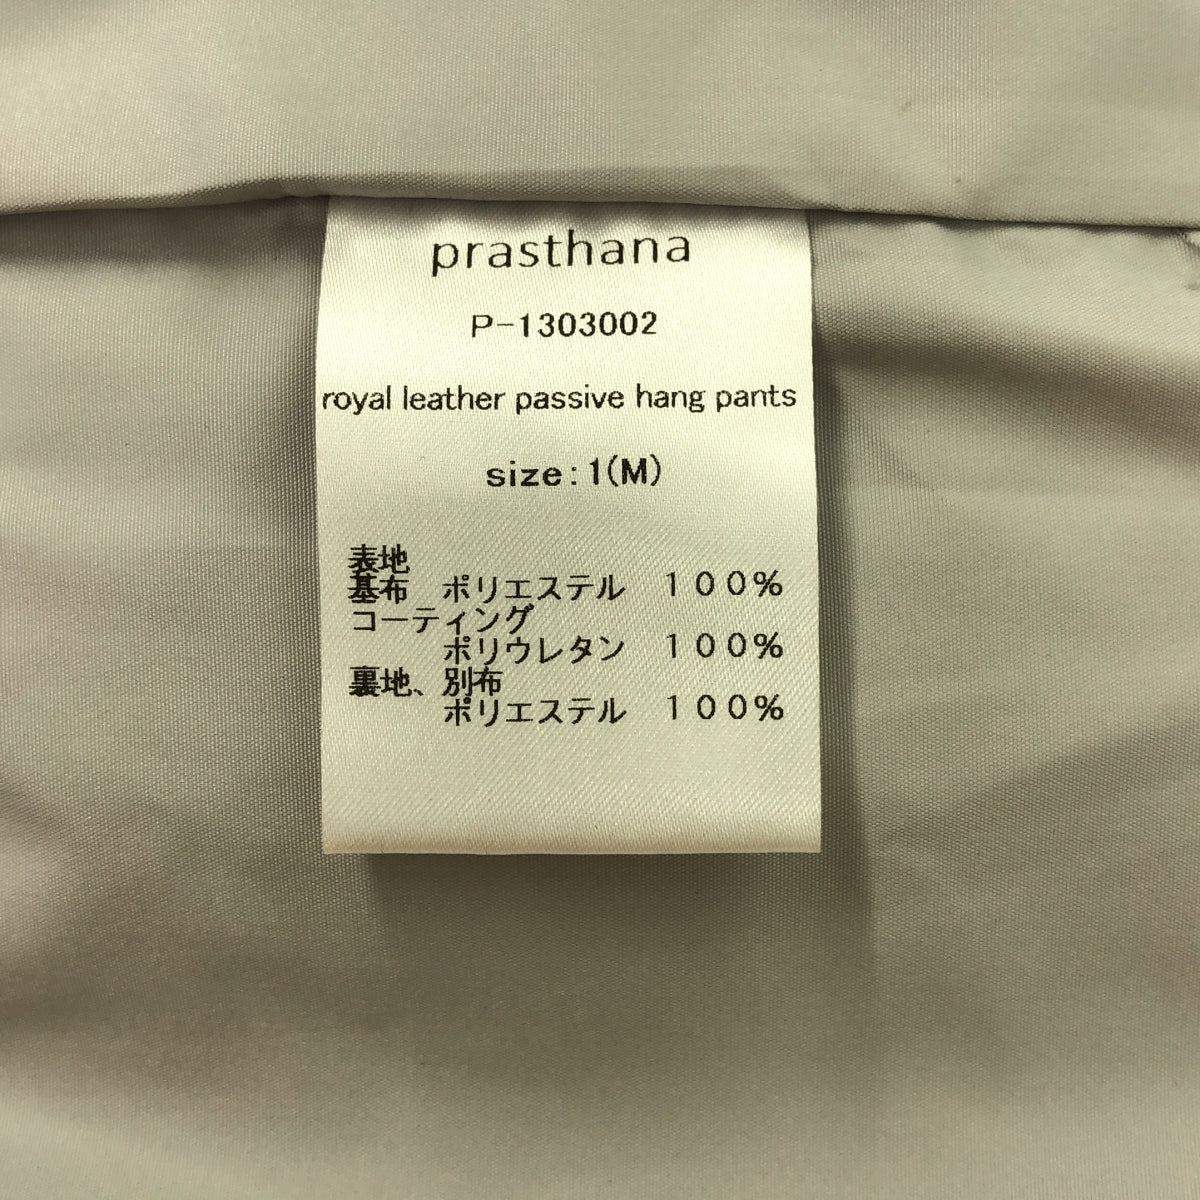 prasthana
P-1303002
royal leather passive hang pants
size:1(M)
表地
基布　ポリエステル　１００％
コーティング
ポリウレタン　１００％
裏地、別布
ポリエステル　１００％